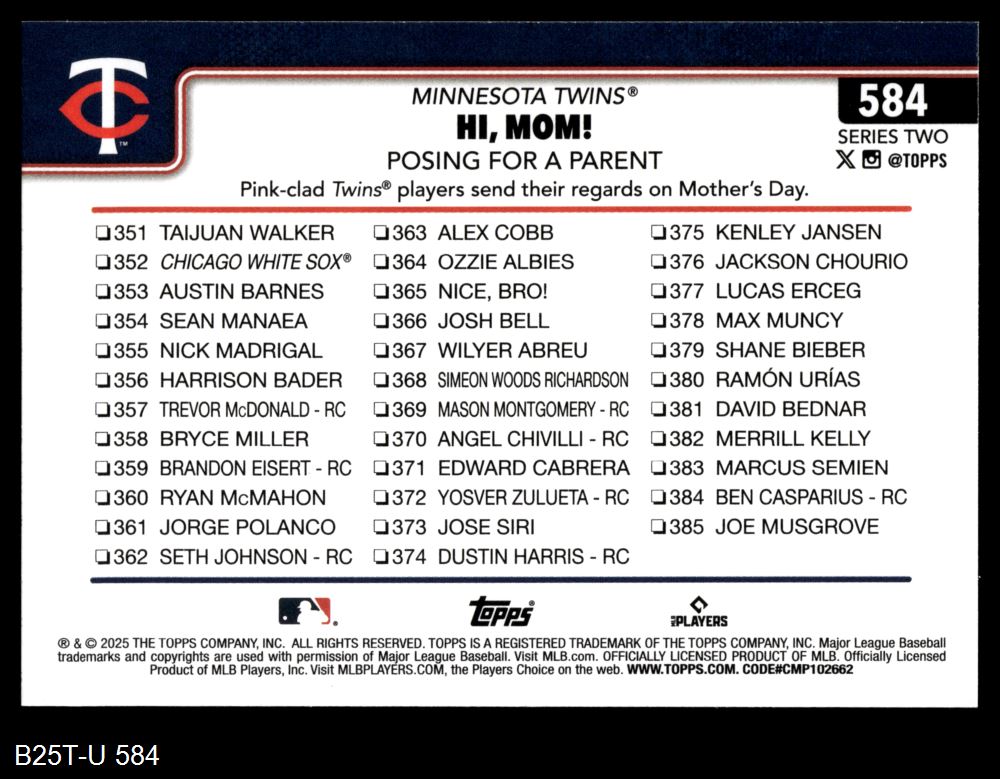 MINNESOTA TWINS®
HI, MOM!
POSING FOR A PARENT
Pink-clad Twins® players send their regards on Mother's Day.
584
SERIES TWO
@TOPPS
TM
❏351 TAIJUAN WALKER
❏352 CHICAGO WHITE SOX®
❏353 AUSTIN BARNES
❏354 SEAN MANAEA
❏355 NICK MADRIGAL
❏356 HARRISON BADER
❏357 TREVOR McDONALD - RC
❏358 BRYCE MILLER
❏359 BRANDON EISERT - RC
❏360 RYAN McMAHON
❏361 JORGE POLANCO
❏362 SETH JOHNSON - RC
❏363 ALEX COBB
❏364 OZZIE ALBIES
❏365 NICE, BRO!
❏366 JOSH BELL
❏367 WILYER ABREU
❏368 SIMEON WOODS RICHARDSON
❏369 MASON MONTGOMERY - RC
❏370 ANGEL CHIVILLI - RC
❏371 EDWARD CABRERA
❏372 YOSVER ZULUETA - RC
❏373 JOSE SIRI
❏374 DUSTIN HARRIS - RC
❏375 KENLEY JANSEN
❏376 JACKSON CHOURIO
❏377 LUCAS ERCEG
❏378 MAX MUNCY
❏379 SHANE BIEBER
❏380 RAMÓN URÍAS
❏381 DAVID BEDNAR
❏382 MERRILL KELLY
❏383 MARCUS SEMIEN
❏384 BEN CASPARIUS - RC
❏385 JOE MUSGROVE
topps®
MLB PLAYERS
® & © 2025 THE TOPPS COMPANY, INC. ALL RIGHTS RESERVED. TOPPS IS A REGISTERED TRADEMARK OF THE TOPPS COMPANY, INC. Major League Baseball
trademarks and copyrights are used with permission of Major League Baseball. Visit MLB.com. OFFICIALLY LICENSED PRODUCT OF MLB. Officially Licensed
Product of MLB Players, Inc. Visit MLBPLAYERS.COM, the Players Choice on the web. WWW.TOPPS.COM. CODE#CMP102662
B25T-U 584